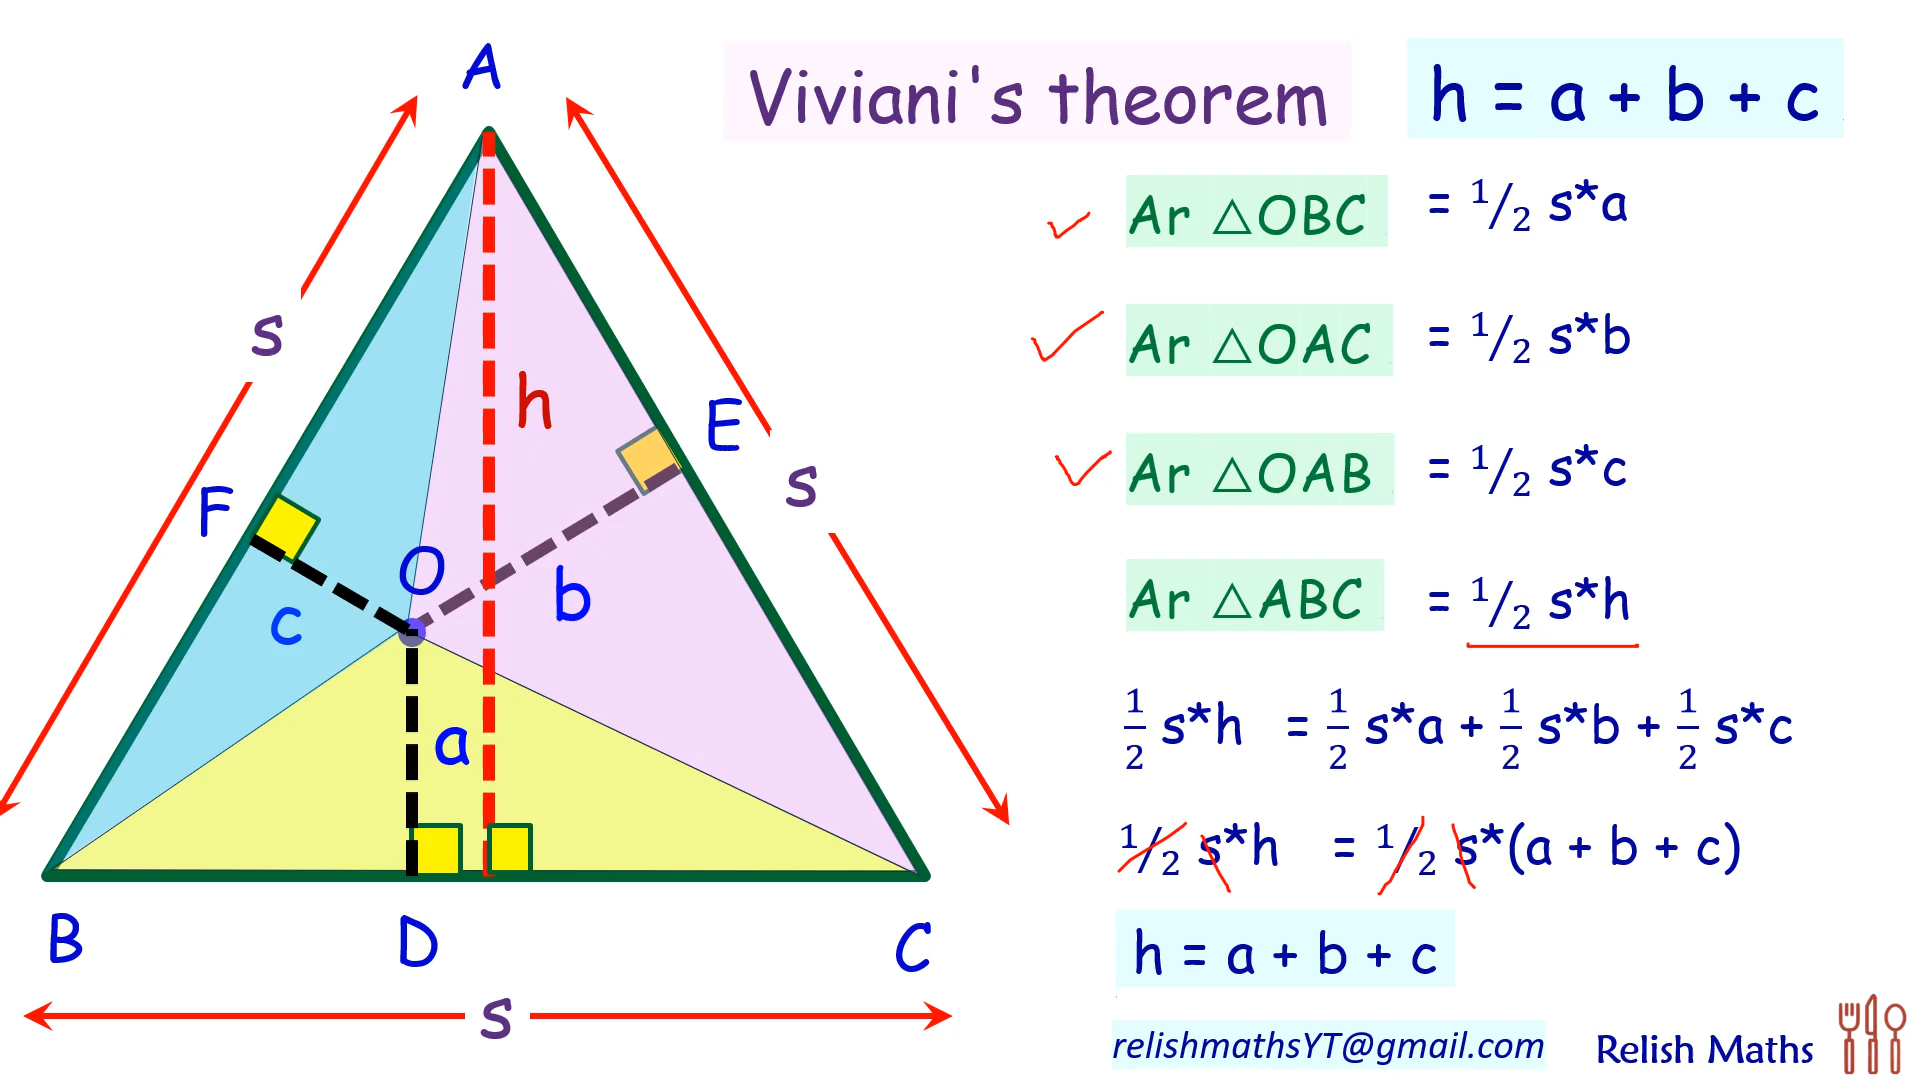 A
Viviani's theorem
h = a + b + c
Ar △OBC = 1/2 s*a
s
Ar △OAC = 1/2 s*b
h
E
s
Ar △OAB = 1/2 s*c
F
O
b
c
Ar △ABC = 1/2 s*h
a
1/2 s*h = 1/2 s*a + 1/2 s*b + 1/2 s*c
1/2 s*h = 1/2 s*(a + b + c)
B
D
C
h = a + b + c
s
relishmathsYT@gmail.com
Relish Maths